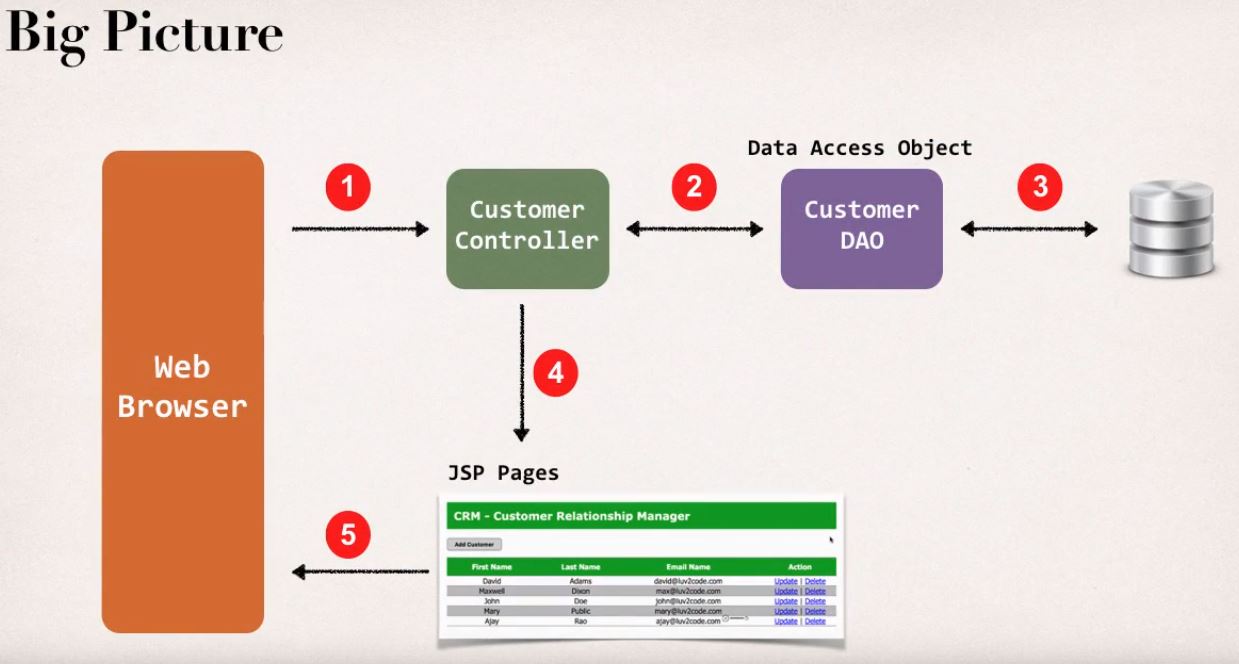 Big Picture
Data Access Object
1
2
3
Customer
Controller
Customer
DAO
Web
Browser
4
JSP Pages
5
CRM - Customer Relationship Manager
Add Customer
First Name Last Name Email Name Action
David Adams david@luv2code.com Update | Delete
Maxwell Dixon max@luv2code.com Update | Delete
John Doe john@luv2code.com Update | Delete
Mary Public mary@luv2code.com Update | Delete
Ajay Rao ajay@luv2code.com Update | Delete